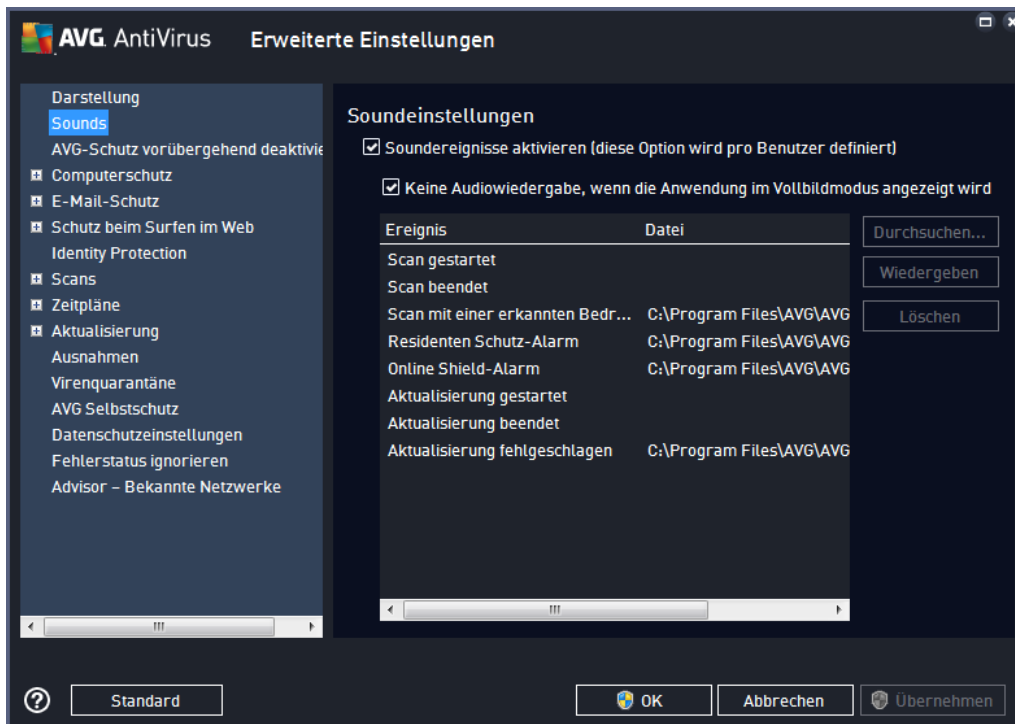 AVG. AntiVirus Erweiterte Einstellungen
Darstellung
Sounds
AVG-Schutz vorübergehend deaktivie
Computerschutz
E-Mail-Schutz
Schutz beim Surfen im Web
Identity Protection
Scans
Zeitpläne
Aktualisierung
Ausnahmen
Virenquarantäne
AVG Selbstschutz
Datenschutzeinstellungen
Fehlerstatus ignorieren
Advisor – Bekannte Netzwerke
Soundeinstellungen
Soundereignisse aktivieren (diese Option wird pro Benutzer definiert)
Keine Audiowiedergabe, wenn die Anwendung im Vollbildmodus angezeigt wird
Ereignis Datei
Scan gestartet
Scan beendet
Scan mit einer erkannten Bedr... C:\Program Files\AVG\AVG
Residenten Schutz-Alarm C:\Program Files\AVG\AVG
Online Shield-Alarm C:\Program Files\AVG\AVG
Aktualisierung gestartet
Aktualisierung beendet
Aktualisierung fehlgeschlagen C:\Program Files\AVG\AVG
Durchsuchen...
Wiedergeben
Löschen
Standard OK Abbrechen Übernehmen